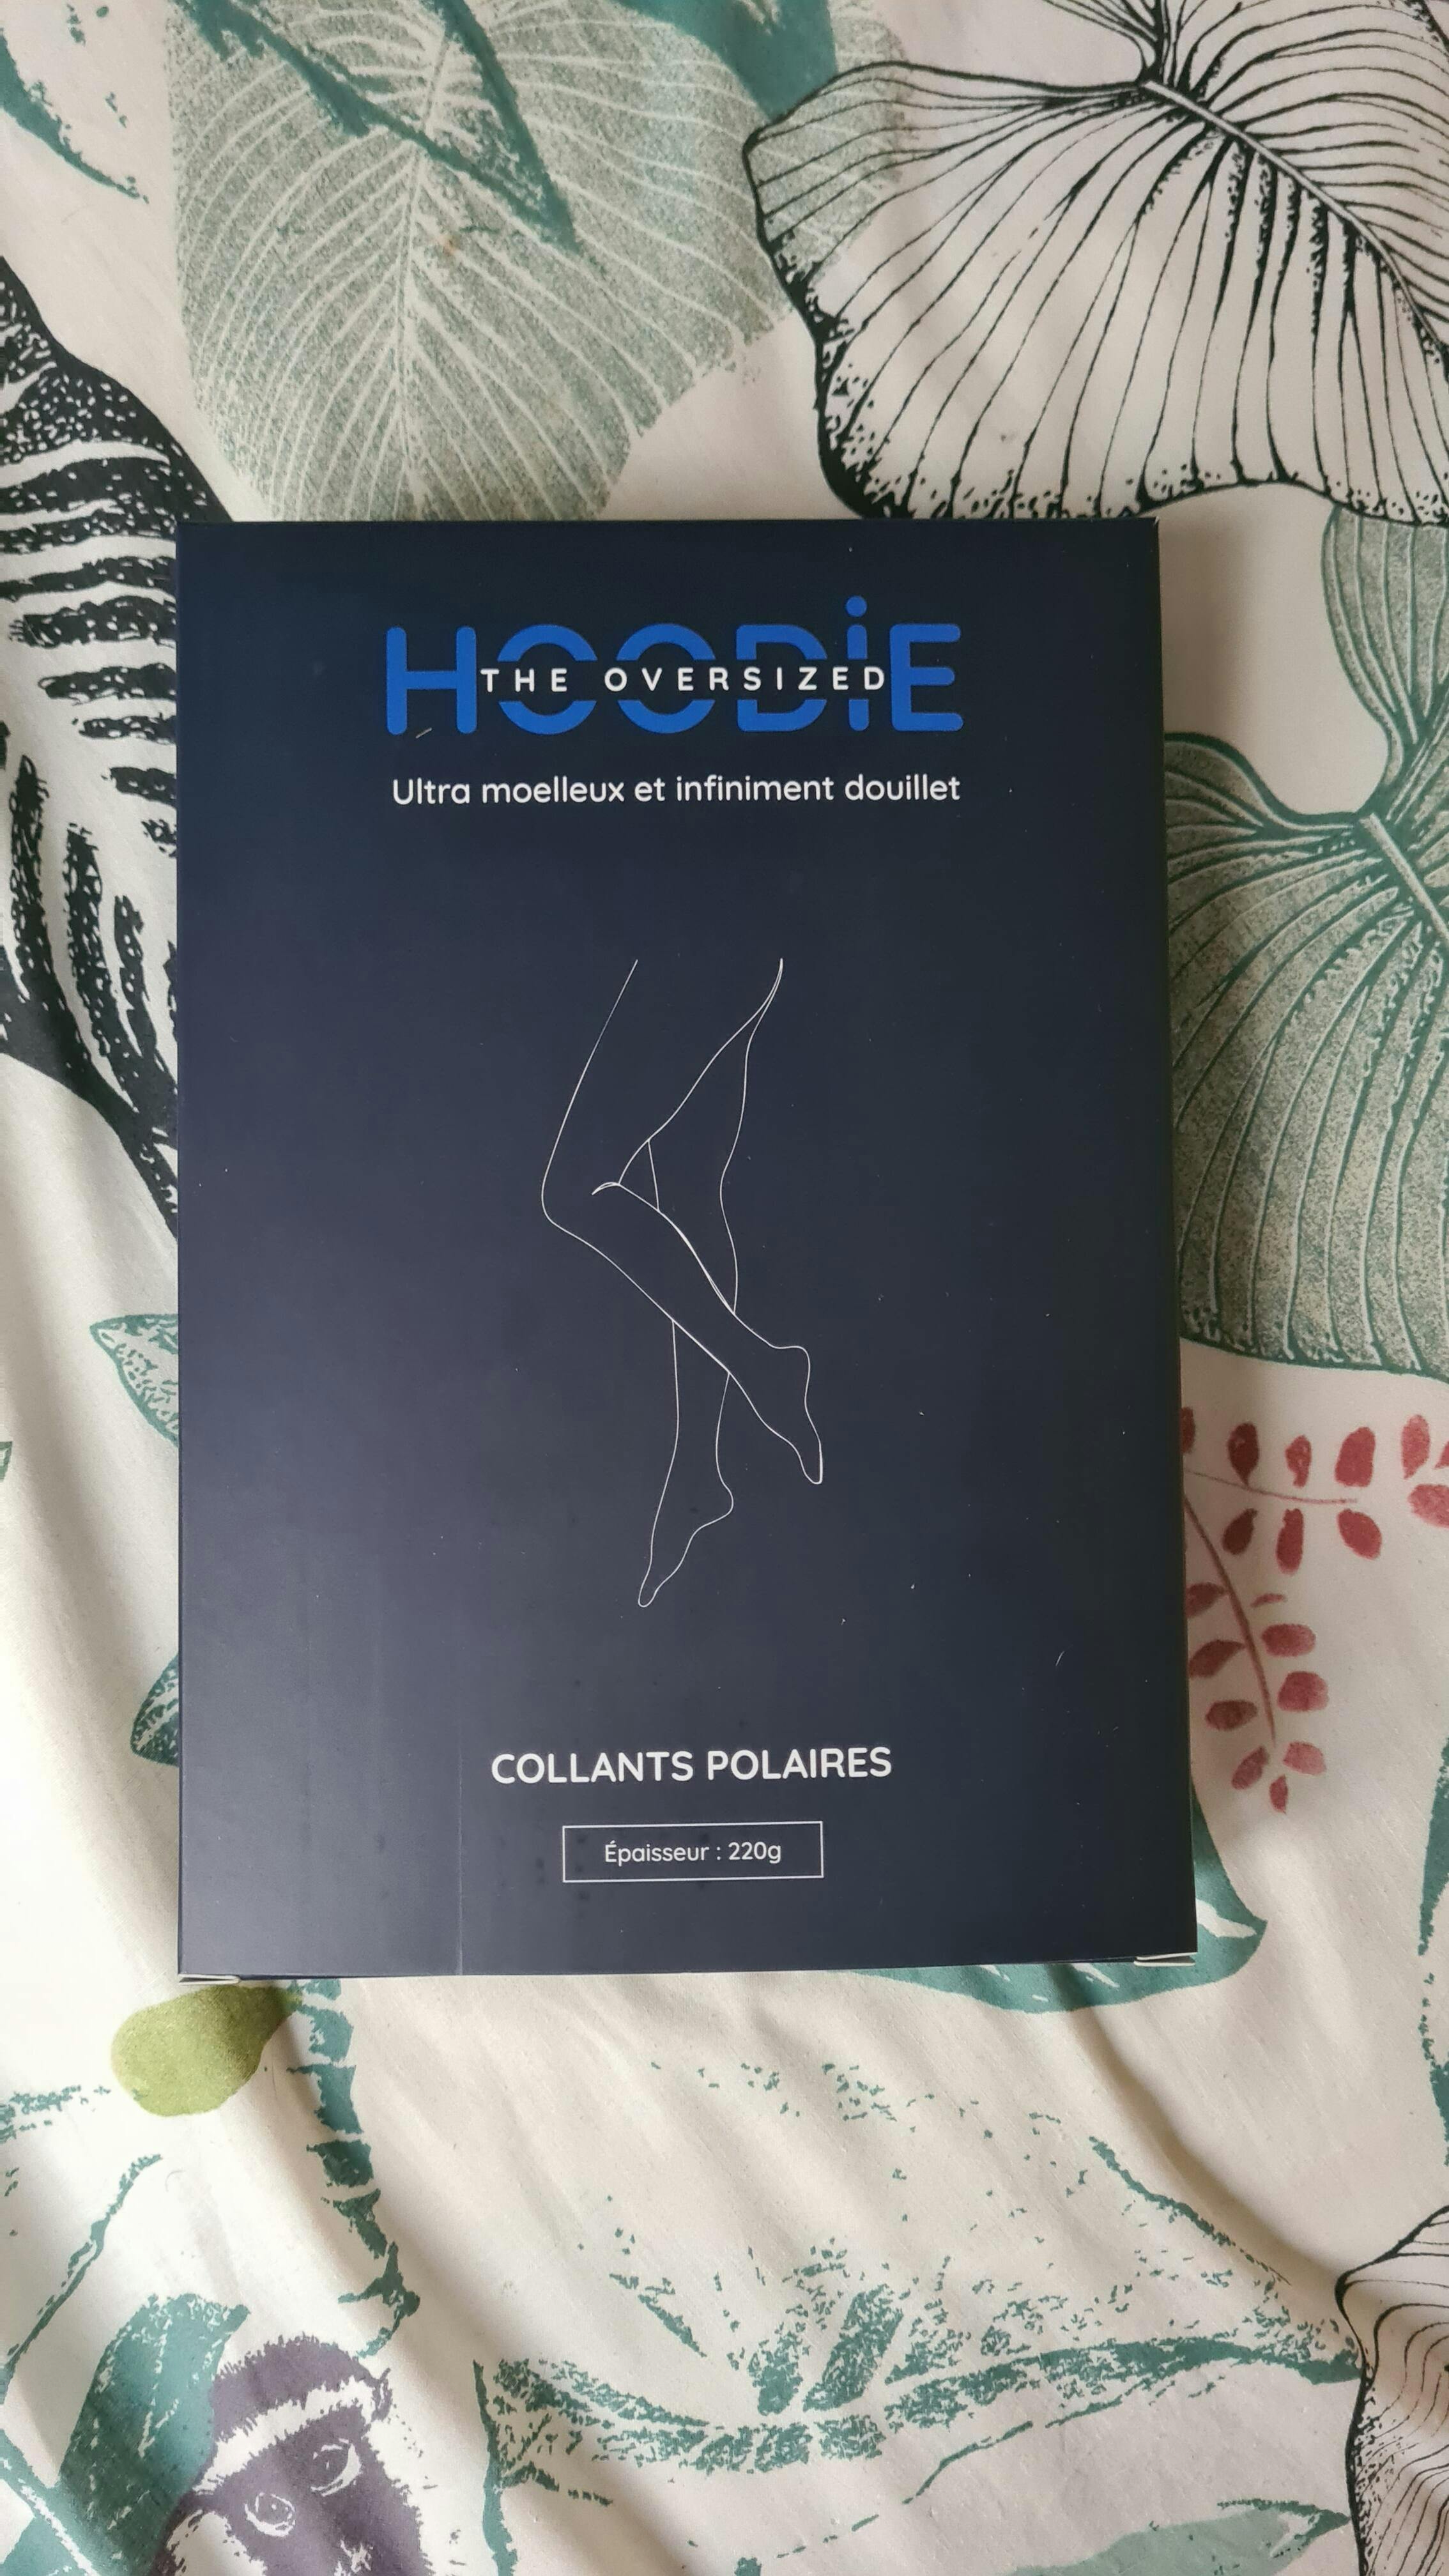 HOODiE
THE OVERSIZED
Ultra moelleux et infiniment douillet
COLLANTS POLAIRES
Épaisseur : 220g